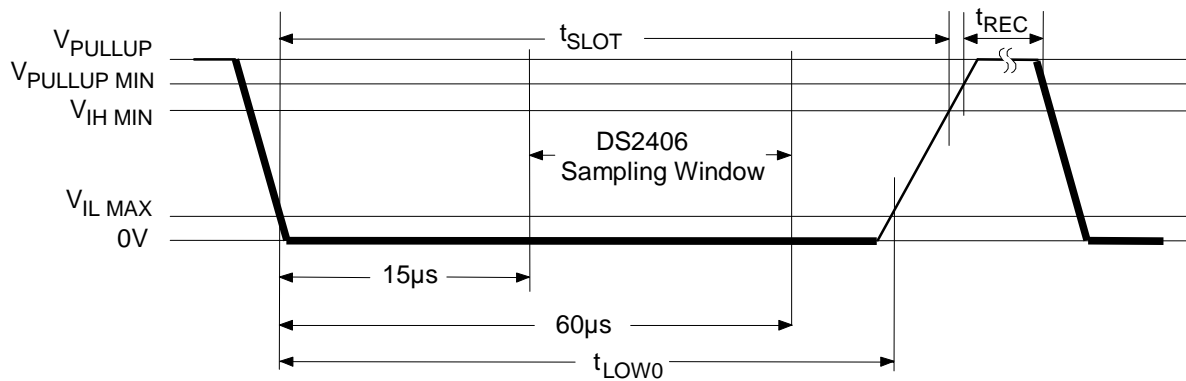 tSLOT
tREC
VPULLUP
VPULLUP MIN
VIH MIN
DS2406
Sampling Window
VIL MAX
0V
15µs
60µs
tLOW0